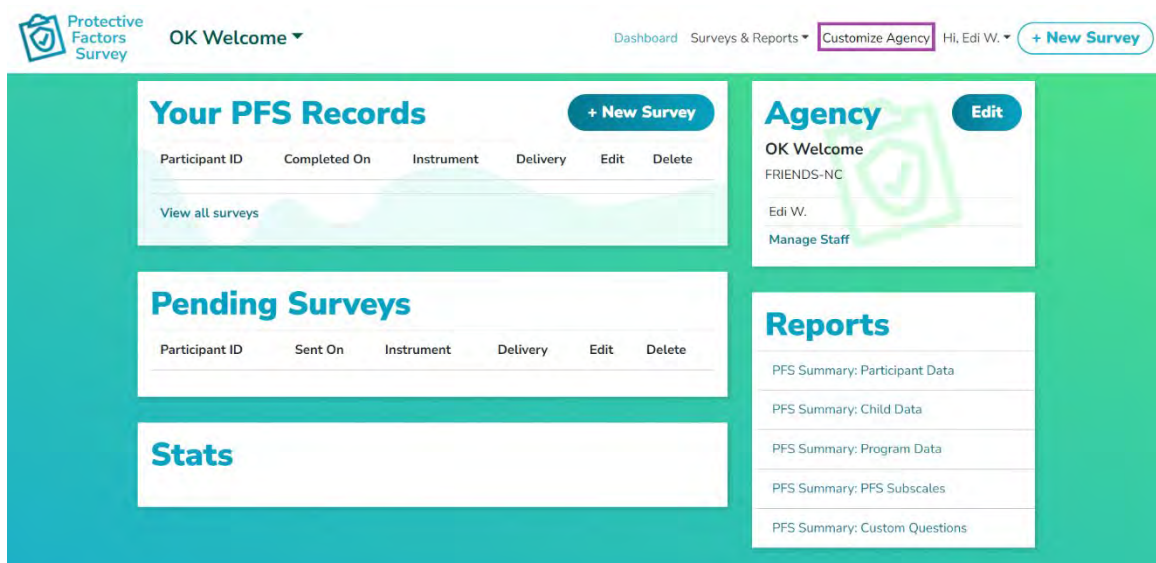 Protective
Factors
Survey
OK Welcome
Dashboard Surveys & Reports Customize Agency Hi, Edi W. + New Survey
Your PFS Records
+ New Survey
Participant ID Completed On Instrument Delivery Edit Delete
View all surveys
Pending Surveys
Participant ID Sent On Instrument Delivery Edit Delete
Stats
Agency
Edit
OK Welcome
FRIENDS-NC
Edi W.
Manage Staff
Reports
PFS Summary: Participant Data
PFS Summary: Child Data
PFS Summary: Program Data
PFS Summary: PFS Subscales
PFS Summary: Custom Questions